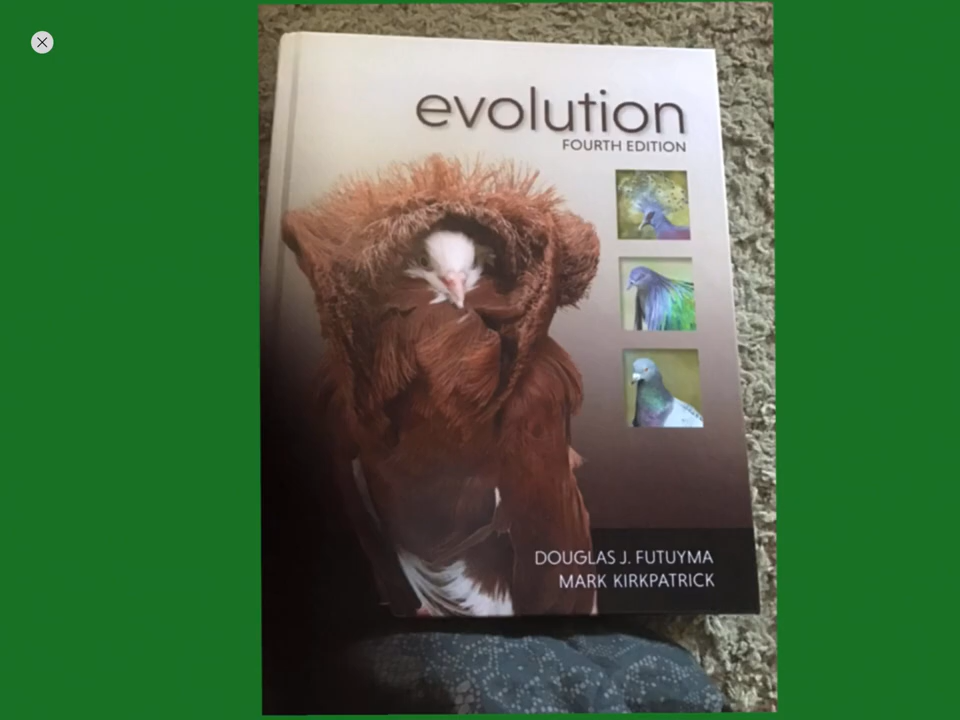 evolution
FOURTH EDITION
DOUGLAS J. FUTUYMA
MARK KIRKPATRICK